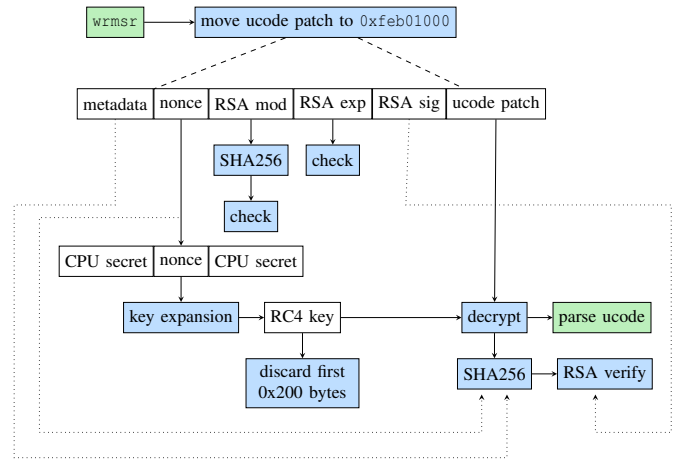 wrmsr
move ucode patch to 0xfeb01000
metadata
nonce
RSA mod
RSA exp
RSA sig
ucode patch
SHA256
check
check
CPU secret
nonce
CPU secret
key expansion
RC4 key
decrypt
parse ucode
discard first
0x200 bytes
SHA256
RSA verify